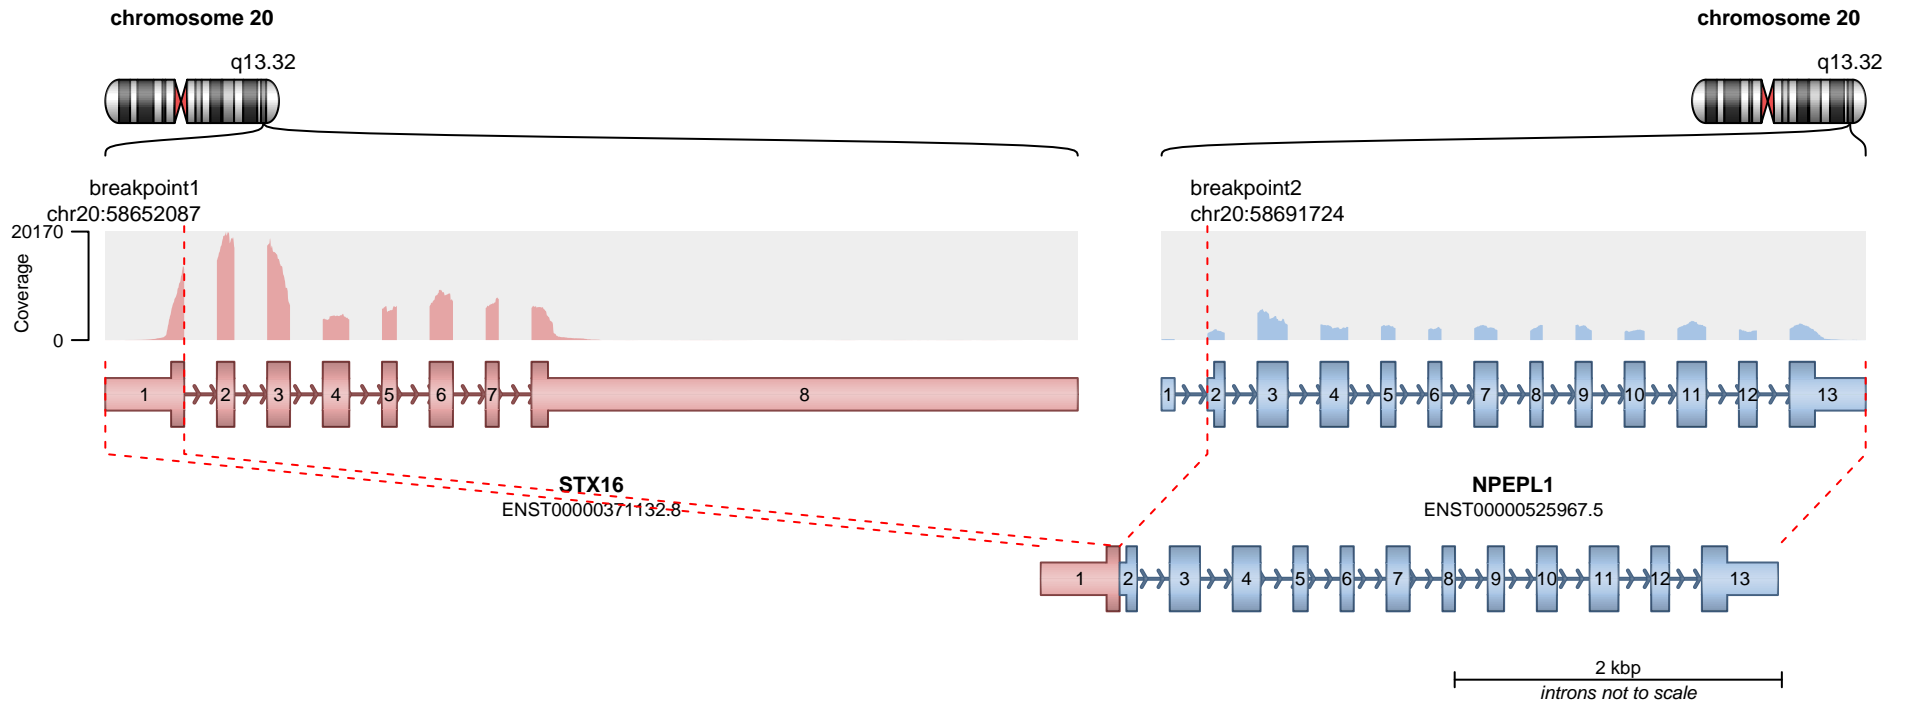 chromosome 20
chromosome 20
q13.32
q13.32
breakpoint1
chr20:58652087
breakpoint2
chr20:58691724
20170
0
Coverage
1 2 3 4 5 6 7 8
1 2 3 4 5 6 7 8 9 10 11 12 13
STX16
ENST00000371132.8
NPEPL1
ENST00000525967.5
1 2 3 4 5 6 7 8 9 10 11 12 13
2 kbp
introns not to scale